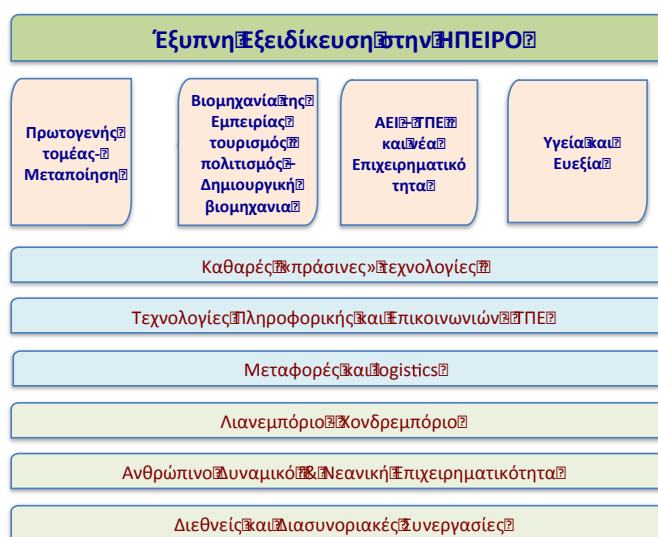 Έξυπνη Εξειδίκευση στην ΗΠΕΙΡΟ
Πρωτογενής
τομέας-
Μεταποίηση
Βιομηχανία της
Εμπειρίας
τουρισμός
πολιτισμός –
Δημιουργική
βιομηχανια
ΑΕΙ – ΤΠΕ
και νέα
Επιχειρηματικό
τητα
Υγεία και
Ευεξία
Καθαρές «πράσινες» τεχνολογίες
Τεχνολογίες Πληροφορικής και Επικοινωνιών - ΤΠΕ
Μεταφορές και logistics
Λιανεμπόριο - Χονδρεμπόριο
Ανθρώπινο Δυναμικό & Νεανική Επιχειρηματικότητα
Διεθνείς και Διασυνοριακές Συνεργασίες